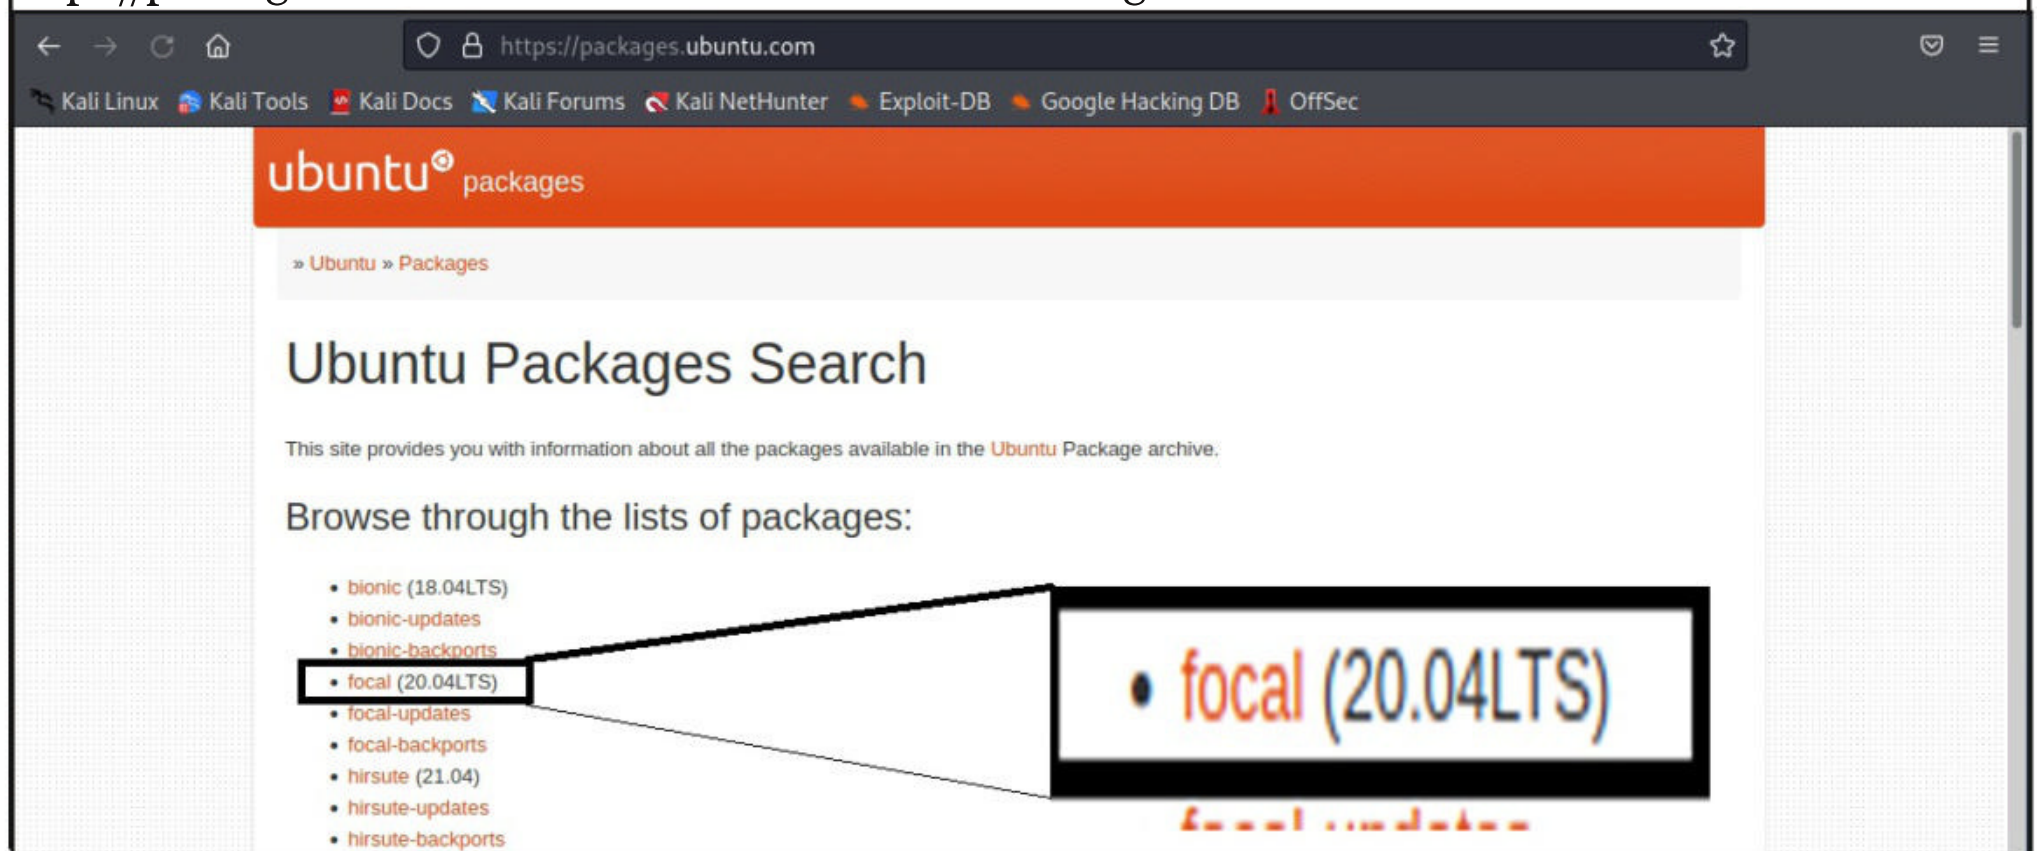 https://packages.ubuntu.com
Kali Linux Kali Tools Kali Docs Kali Forums Kali NetHunter Exploit-DB Google Hacking DB OffSec
ubuntu packages
» Ubuntu » Packages
Ubuntu Packages Search
This site provides you with information about all the packages available in the Ubuntu Package archive.
Browse through the lists of packages:
• bionic (18.04LTS)
• bionic-updates
• bionic-backports
• focal (20.04LTS)
• focal (20.04LTS)
• focal-updates
• focal-backports
• hirsute (21.04)
• hirsute-updates
• hirsute-backports